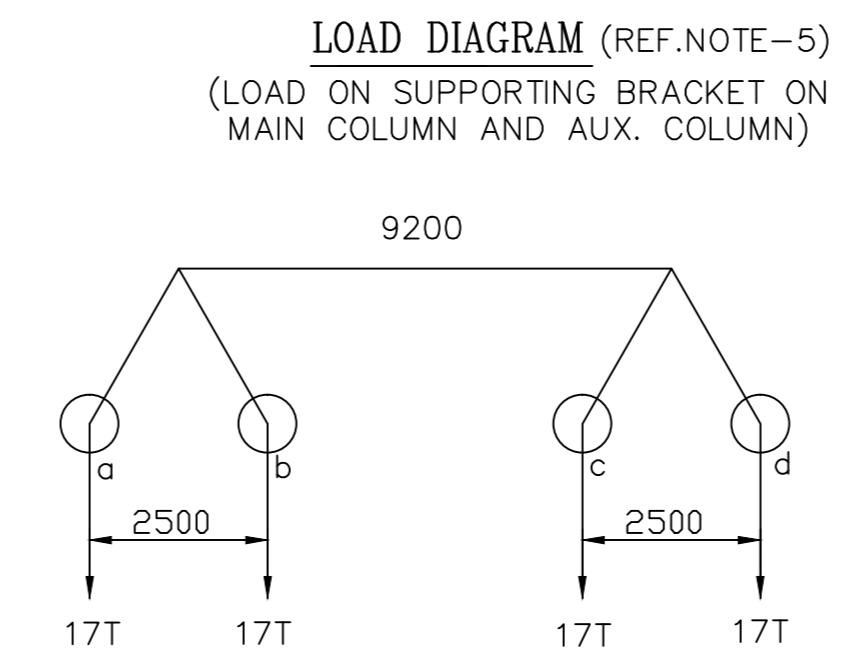 LOAD DIAGRAM (REF.NOTE-5)
(LOAD ON SUPPORTING BRACKET ON
MAIN COLUMN AND AUX. COLUMN)
9200
a b c d
2500 2500
17T 17T 17T 17T